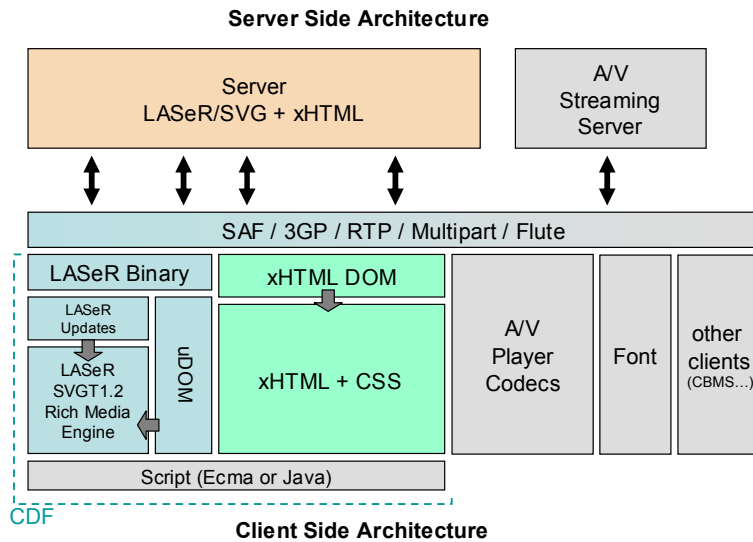 Server Side Architecture
Server
LASeR/SVG + xHTML
A/V
Streaming
Server
SAF / 3GP / RTP / Multipart / Flute
LASeR Binary
xHTML DOM
LASeR
Updates
uDOM
LASeR
SVGT1.2
Rich Media
Engine
xHTML + CSS
A/V
Player
Codecs
Font
other
clients
(CBMS...)
Script (Ecma or Java)
CDF
Client Side Architecture